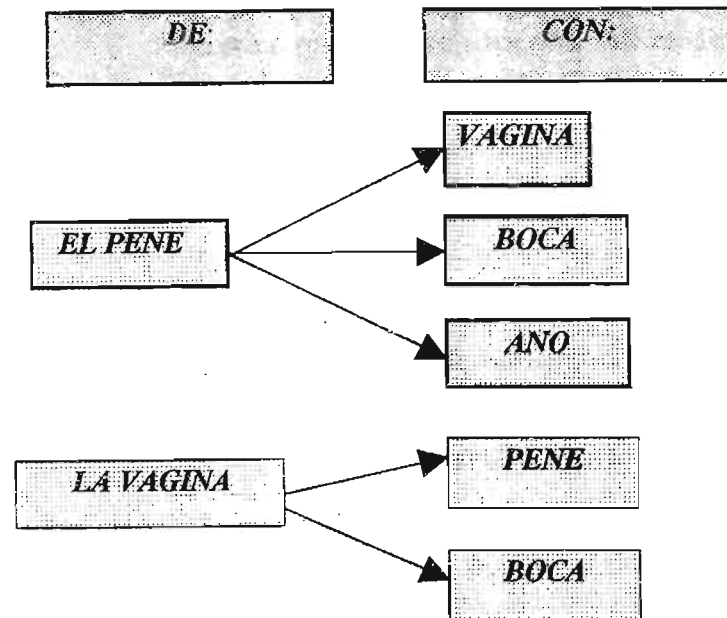 DE:
CON:
VAGINA
EL PENE
BOCA
ANO
LA VAGINA
PENE
BOCA